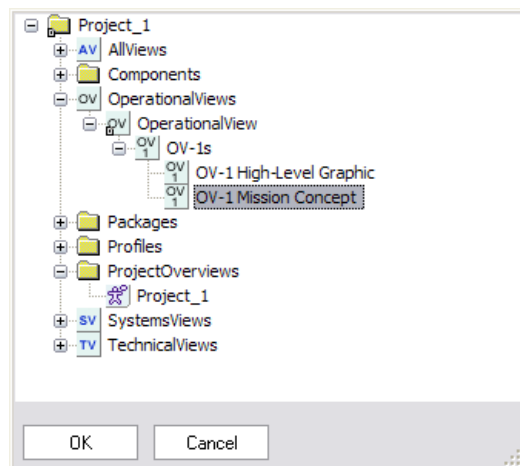 Project_1
AV AllViews
Components
OV OperationalViews
OV OperationalView
OV 1 OV-1s
OV 1 OV-1 High-Level Graphic
OV 1 OV-1 Mission Concept
Packages
Profiles
ProjectOverviews
Project_1
SV SystemsViews
TV TechnicalViews
OK Cancel